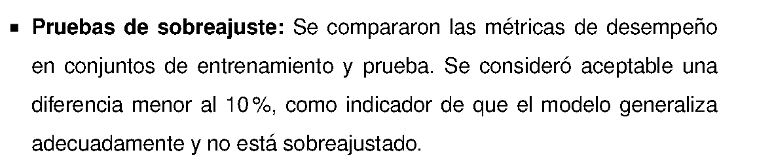 ▪ Pruebas de sobreajuste: Se compararon las métricas de desempeño
en conjuntos de entrenamiento y prueba. Se consideró aceptable una
diferencia menor al 10 %, como indicador de que el modelo generaliza
adecuadamente y no está sobreajustado.